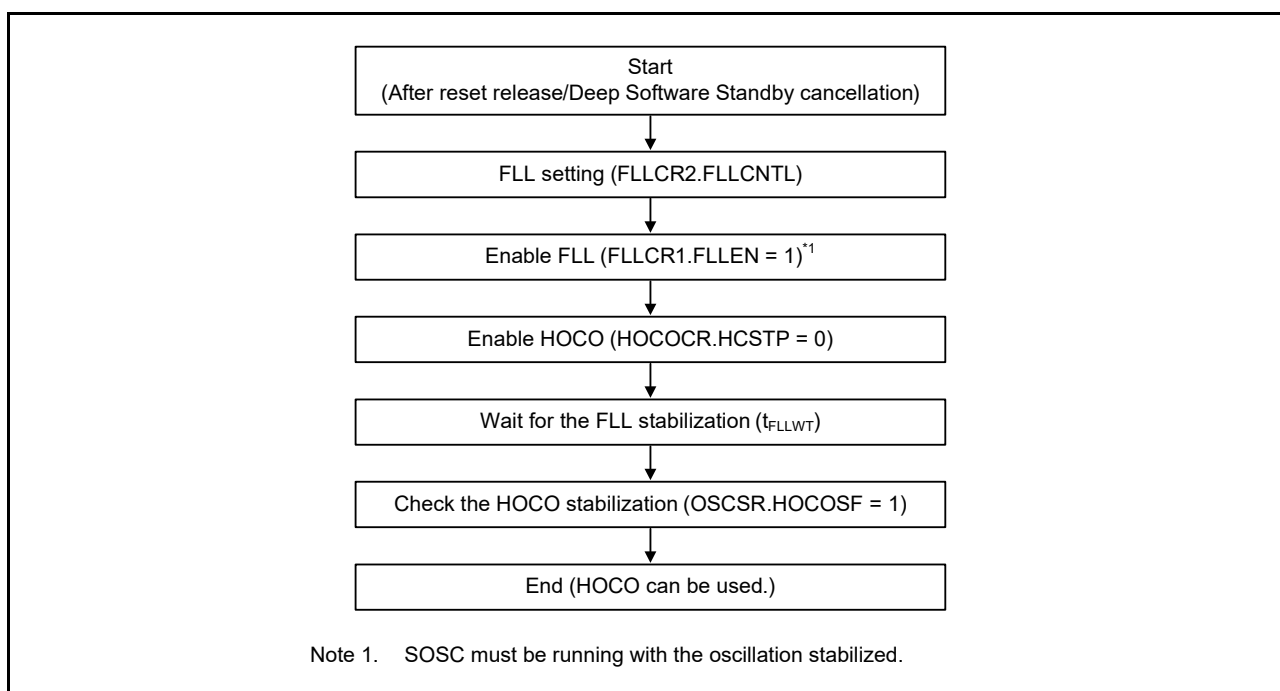 Start
(After reset release/Deep Software Standby cancellation)
FLL setting (FLLCR2.FLLCNTL)
Enable FLL (FLLCR1.FLLEN = 1)*1
Enable HOCO (HOCOCR.HCSTP = 0)
Wait for the FLL stabilization (tFLLWT)
Check the HOCO stabilization (OSCSR.HOCOSF = 1)
End (HOCO can be used.)
Note 1. SOSC must be running with the oscillation stabilized.